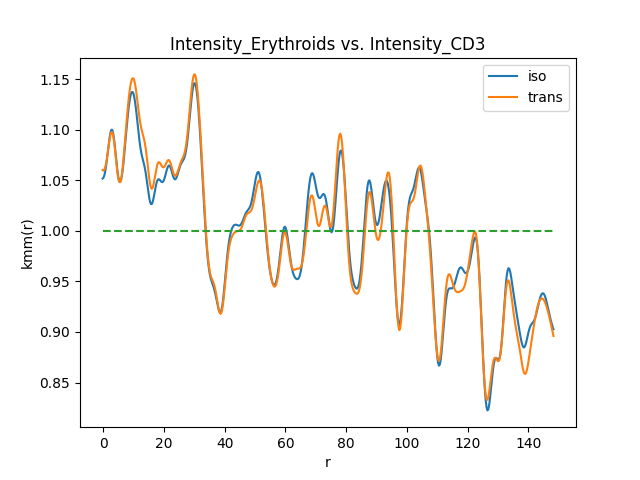 Intensity_Erythroids vs. Intensity_CD3
iso
trans
1.15
1.10
1.05
1.00
0.95
0.90
0.85
kmm(r)
0 20 40 60 80 100 120 140
r